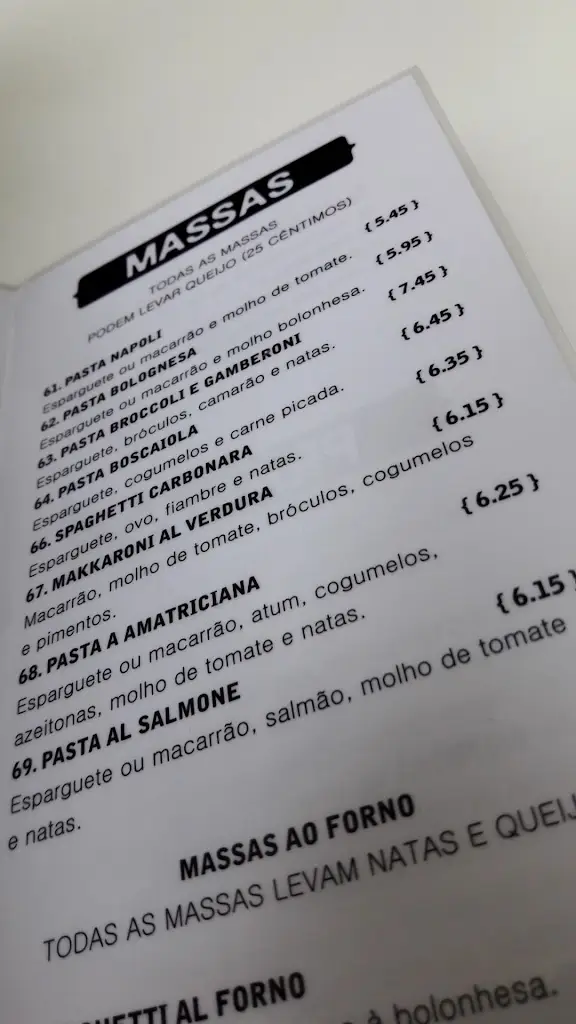 MASSAS
TODAS AS MASSAS
PODEM LEVAR QUEIJO (25 CÊNTIMOS)
61. PASTA NAPOLI { 5.45 }
Esparguete ou macarrão e molho de tomate.
62. PASTA BOLOGNESA { 5.95 }
Esparguete ou macarrão e molho bolonhesa.
63. PASTA BROCCOLI E GAMBERONI { 7.45 }
Esparguete, bróculos, camarão e natas.
64. PASTA BOSCAIOLA { 6.45 }
Esparguete, cogumelos e carne picada.
66. SPAGHETTI CARBONARA { 6.35 }
Esparguete, ovo, fiambre e natas.
67. MAKKARONI AL VERDURA { 6.15 }
Macarrão, molho de tomate, bróculos, cogumelos
e pimentos.
68. PASTA A AMATRICIANA { 6.25 }
Esparguete ou macarrão, atum, cogumelos,
azeitonas, molho de tomate e natas.
69. PASTA AL SALMONE { 6.15 }
Esparguete ou macarrão, salmão, molho de tomate
e natas.
MASSAS AO FORNO
TODAS AS MASSAS LEVAM NATAS E
AL FORNO
à bolonhesa.